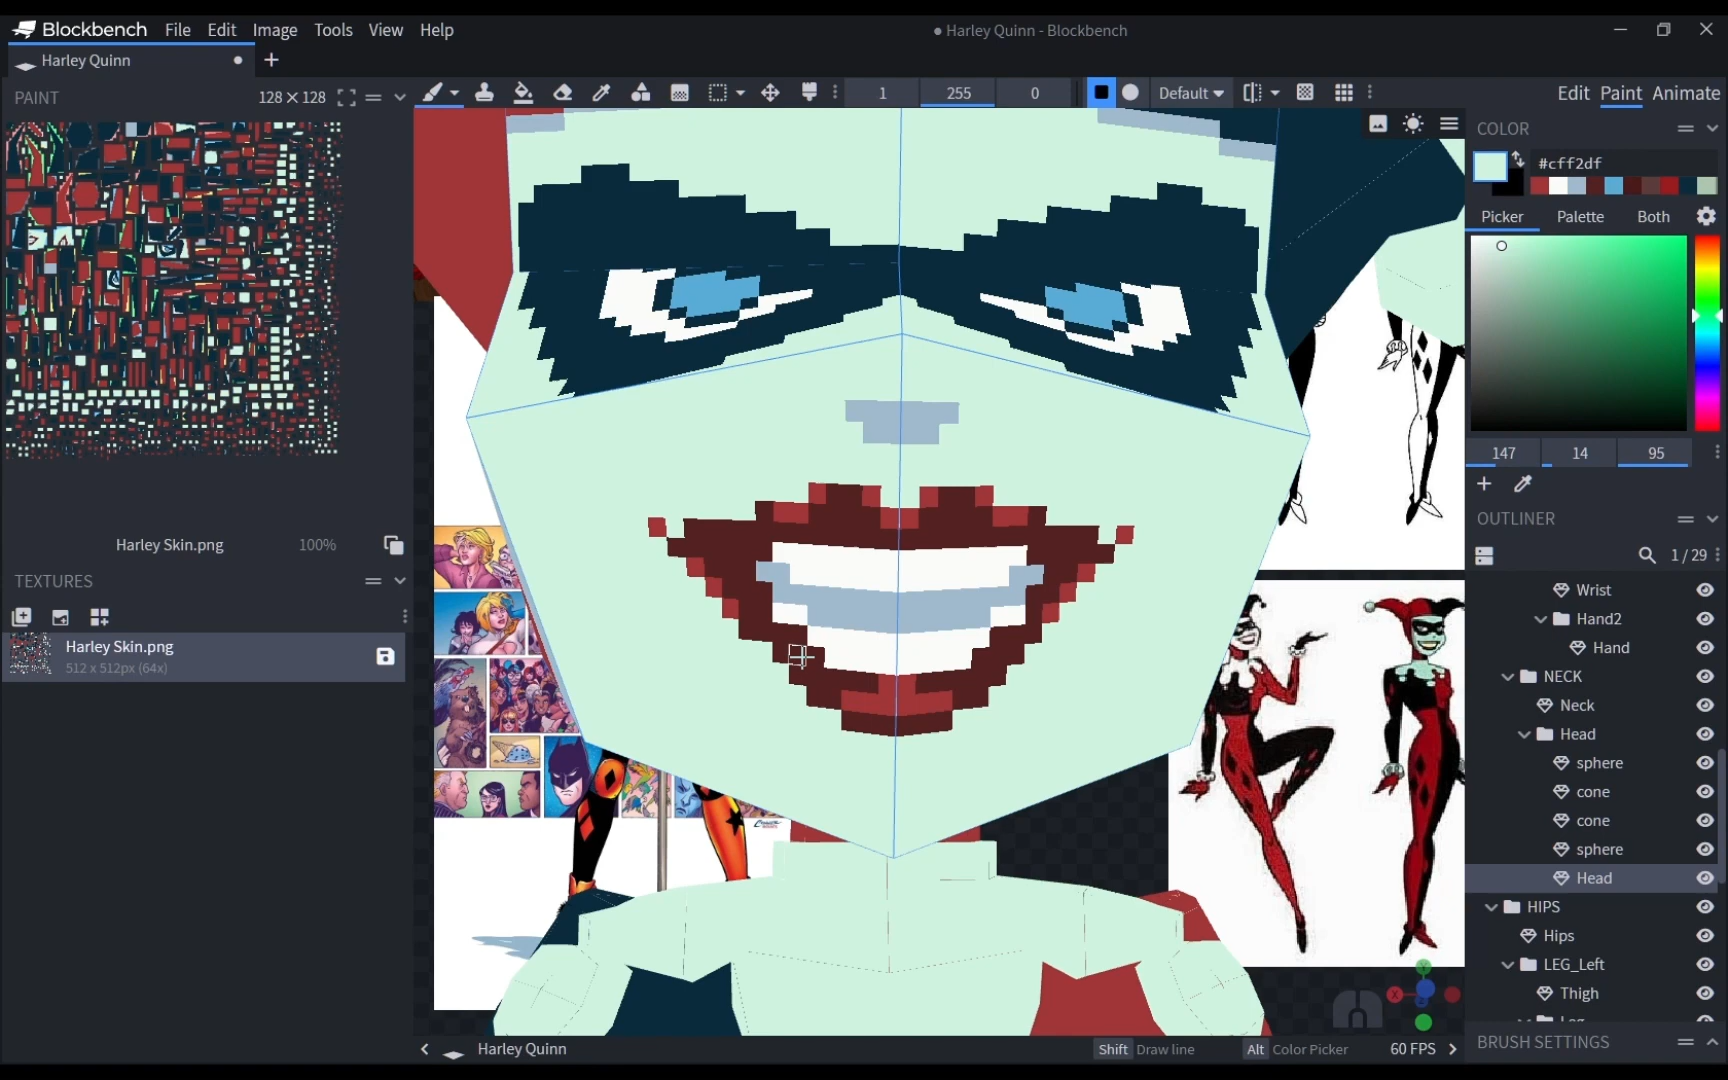 Blockbench File Edit Image Tools View Help
Harley Quinn - Blockbench
Harley Quinn
PAINT 128 × 128
1 255 0 Default
Edit Paint Animate
COLOR
#cff2df
Picker Palette Both
147 14 95
Harley Skin.png 100%
TEXTURES
Harley Skin.png
512 x 512px (64x)
OUTLINER
1 / 29
Wrist
Hand2
Hand
NECK
Neck
Head
sphere
cone
cone
sphere
Head
HIPS
Hips
LEG_Left
Thigh
BRUSH SETTINGS
Harley Quinn
Shift Draw line Alt Color Picker 60 FPS